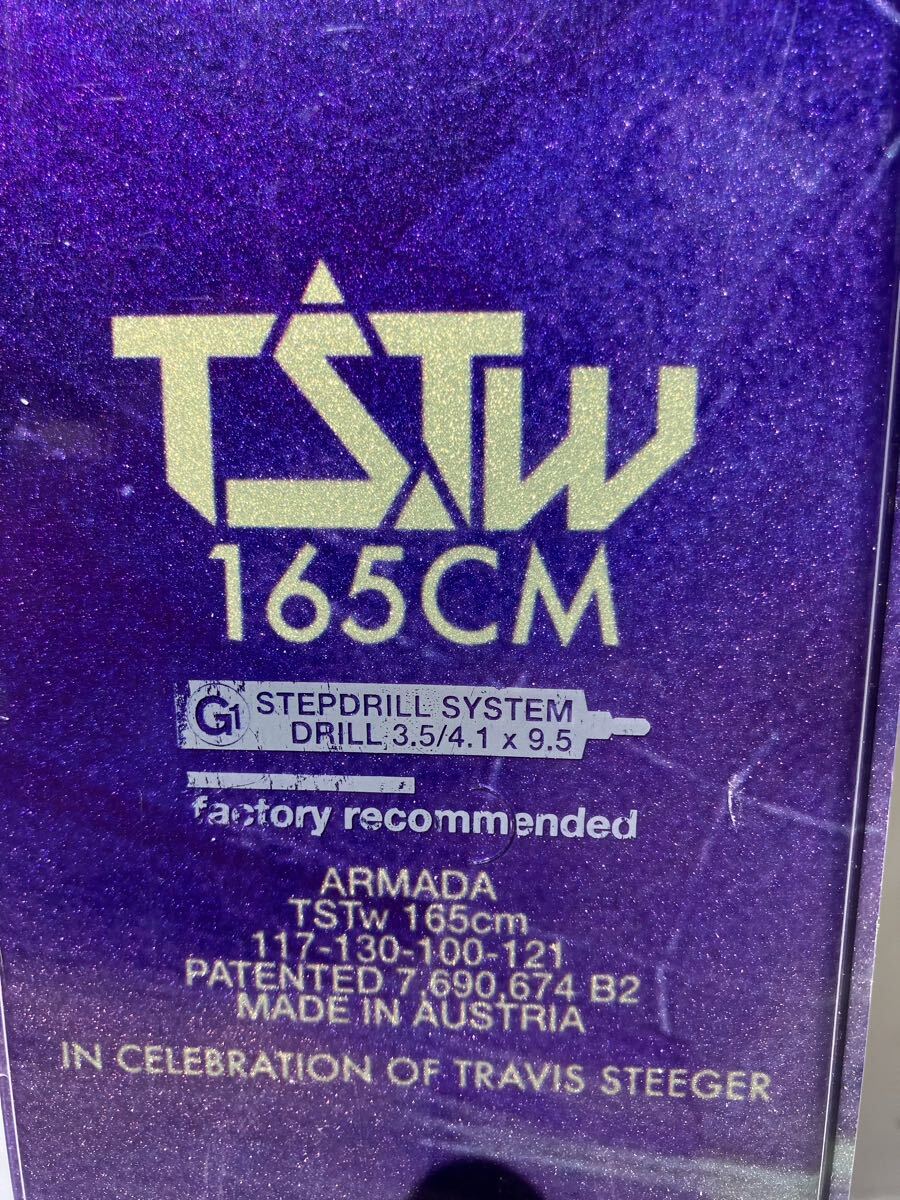 TSTw
165CM
G1 STEPDRILL SYSTEM
DRILL 3.5/4.1 x 9.5
factory recommended
ARMADA
TSTw 165cm
117-130-100-121
PATENTED 7,690,674 B2
MADE IN AUSTRIA
IN CELEBRATION OF TRAVIS STEEGER